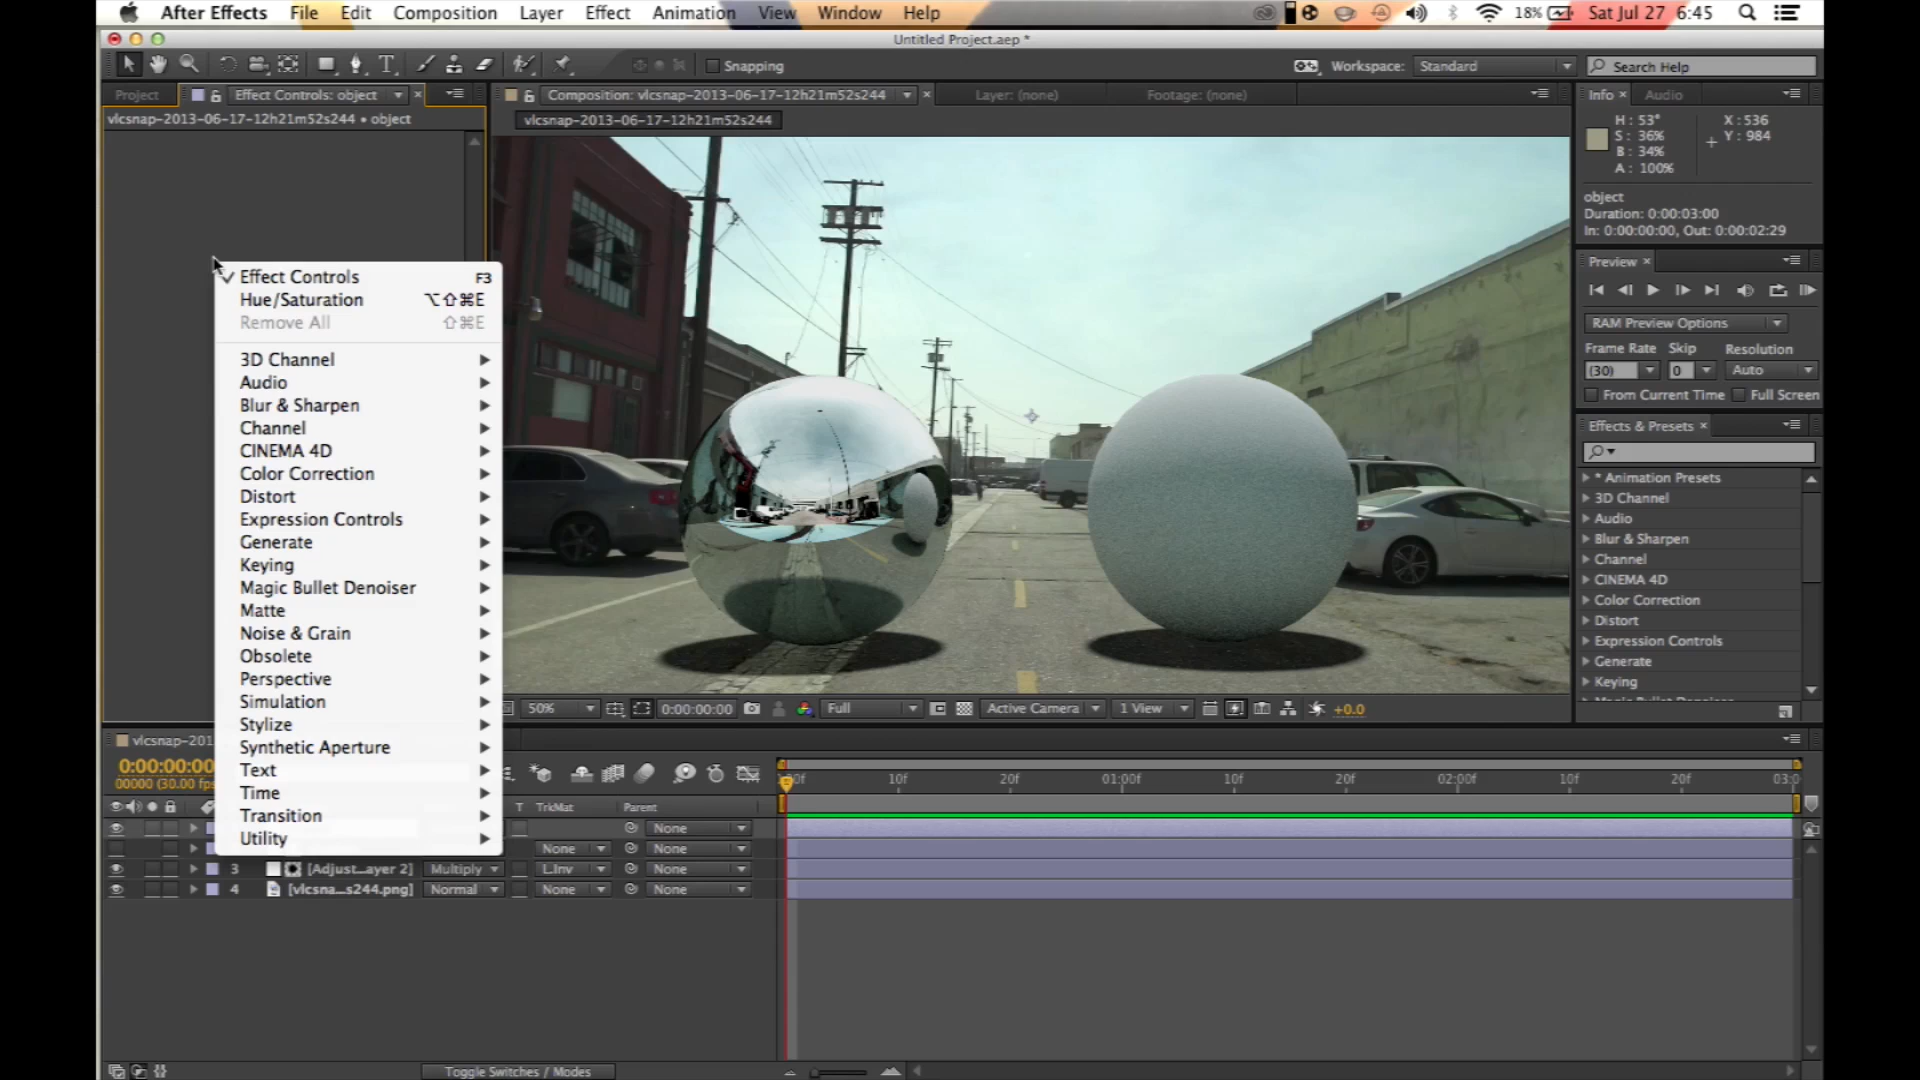 After Effects File Edit Composition Layer Effect Animation View Window Help 18% Sat Jul 27 6:45
Untitled Project.aep *
Snapping Workspace: Standard Search Help
Project Effect Controls: object × Composition: vlcsnap-2013-06-17-12h21m52s244 × Layer: (none) Footage: (none) Info × Audio
vlcsnap-2013-06-17-12h21m52s244 • object
vlcsnap-2013-06-17-12h21m52s244
H : 53° X : 536
S : 36% Y : 984
B : 34%
A : 100%
object
Duration: 0:00:03:00
In: 0:00:00:00, Out: 0:00:02:29
Preview ×
RAM Preview Options
Frame Rate Skip Resolution
(30) 0 Auto
From Current Time Full Screen
Effects & Presets ×
* Animation Presets
3D Channel
Audio
Blur & Sharpen
Channel
CINEMA 4D
Color Correction
Distort
Expression Controls
Generate
Keying
Effect Controls F3
Hue/Saturation ⌥⇧⌘E
Remove All ⇧⌘E
3D Channel
Audio
Blur & Sharpen
Channel
CINEMA 4D
Color Correction
Distort
Expression Controls
Generate
Keying
Magic Bullet Denoiser
Matte
Noise & Grain
Obsolete
Perspective
Simulation
Stylize
Synthetic Aperture
Text
Time
Transition
Utility
50% 0:00:00:00 Full Active Camera 1 View +0.0
vlcsnap-201
0:00:00:00
00000 (30.00 fps
00f 10f 20f 01:00f 10f 20f 02:00f 10f 20f 03:0
T TrkMat Parent
None
None None
3 [Adjust...ayer 2] Multiply L.Inv None
4 [vlcsna...s244.png] Normal None None
Toggle Switches / Modes